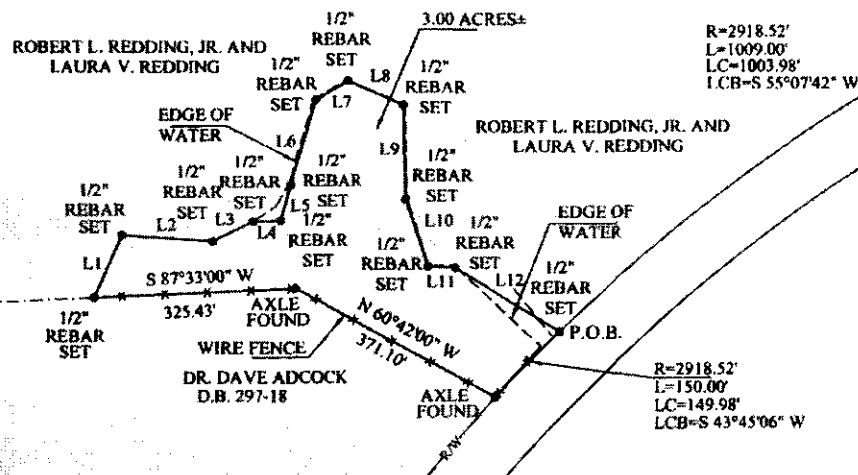 1/2"
REBAR
SET
3.00 ACRES±
R=2918.52'
L=1009.00'
LC=1003.98'
LCB=S 55°07'42" W
ROBERT L. REDDING, JR. AND
LAURA V. REDDING
1/2"
REBAR
SET
L7
L8
1/2"
REBAR
SET
EDGE OF
WATER
L6
L9
ROBERT L. REDDING, JR. AND
LAURA V. REDDING
1/2"
REBAR
SET
1/2"
REBAR
SET
1/2"
REBAR
SET
1/2"
REBAR
SET
1/2"
REBAR
SET
L1
L2
L3
L4
L5
1/2"
REBAR
SET
L10
EDGE OF
WATER
1/2"
REBAR
SET
L11
L12
1/2"
REBAR
SET
P.O.B.
S 87°33'00" W
325.43'
AXLE
FOUND
1/2"
REBAR
SET
N 60°42'00" W
371.10'
WIRE FENCE
DR. DAVE ADCOCK
D.B. 297-18
AXLE
FOUND
R/W
R=2918.52'
L=150.00'
LC=149.98'
LCB=S 43°45'06" W